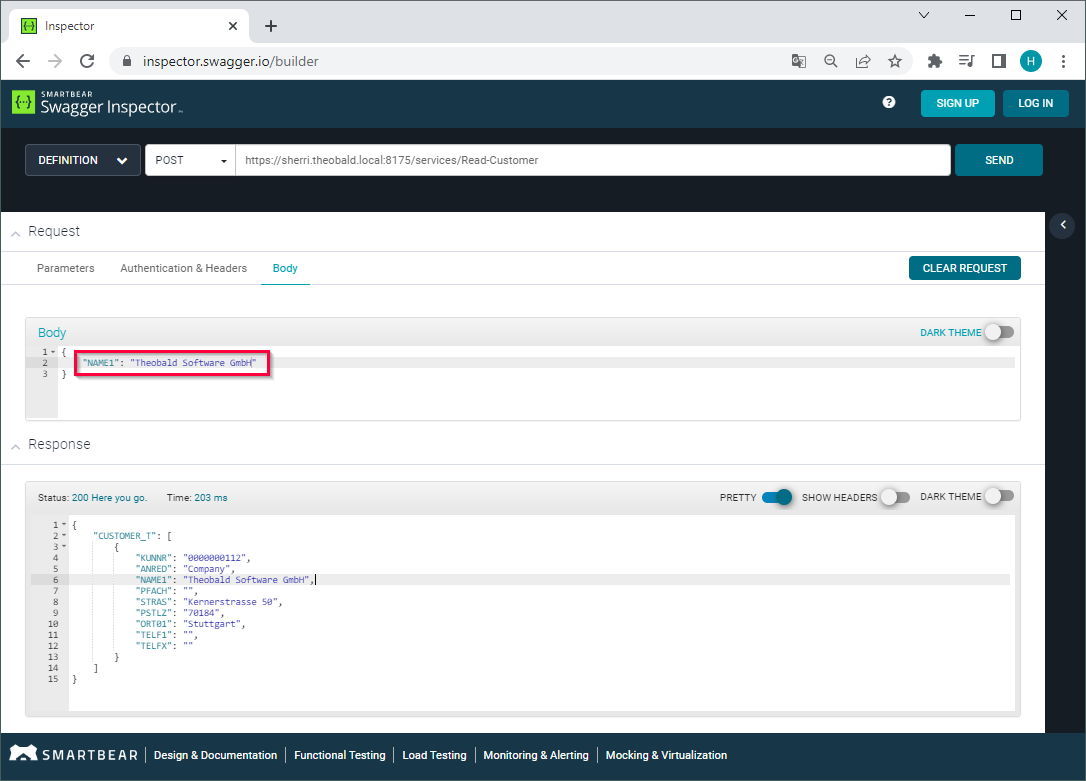 Inspector
inspector.swagger.io/builder
H
SMARTBEAR
{···} Swagger Inspector™
? SIGN UP LOG IN
DEFINITION POST https://sherri.theobald.local:8175/services/Read-Customer SEND
Request
Parameters Authentication & Headers Body CLEAR REQUEST
Body DARK THEME
1 {
2 "NAME1": "Theobald Software GmbH"
3 }
Response
Status: 200 Here you go. Time: 203 ms PRETTY SHOW HEADERS DARK THEME
1 {
2 "CUSTOMER_T": [
3 {
4 "KUNNR": "0000000112",
5 "ANRED": "Company",
6 "NAME1": "Theobald Software GmbH",
7 "PFACH": "",
8 "STRAS": "Kernerstrasse 50",
9 "PSTLZ": "70184",
10 "ORT01": "Stuttgart",
11 "TELF1": "",
12 "TELFX": ""
13 }
14 ]
15 }
SMARTBEAR Design & Documentation Functional Testing Load Testing Monitoring & Alerting Mocking & Virtualization